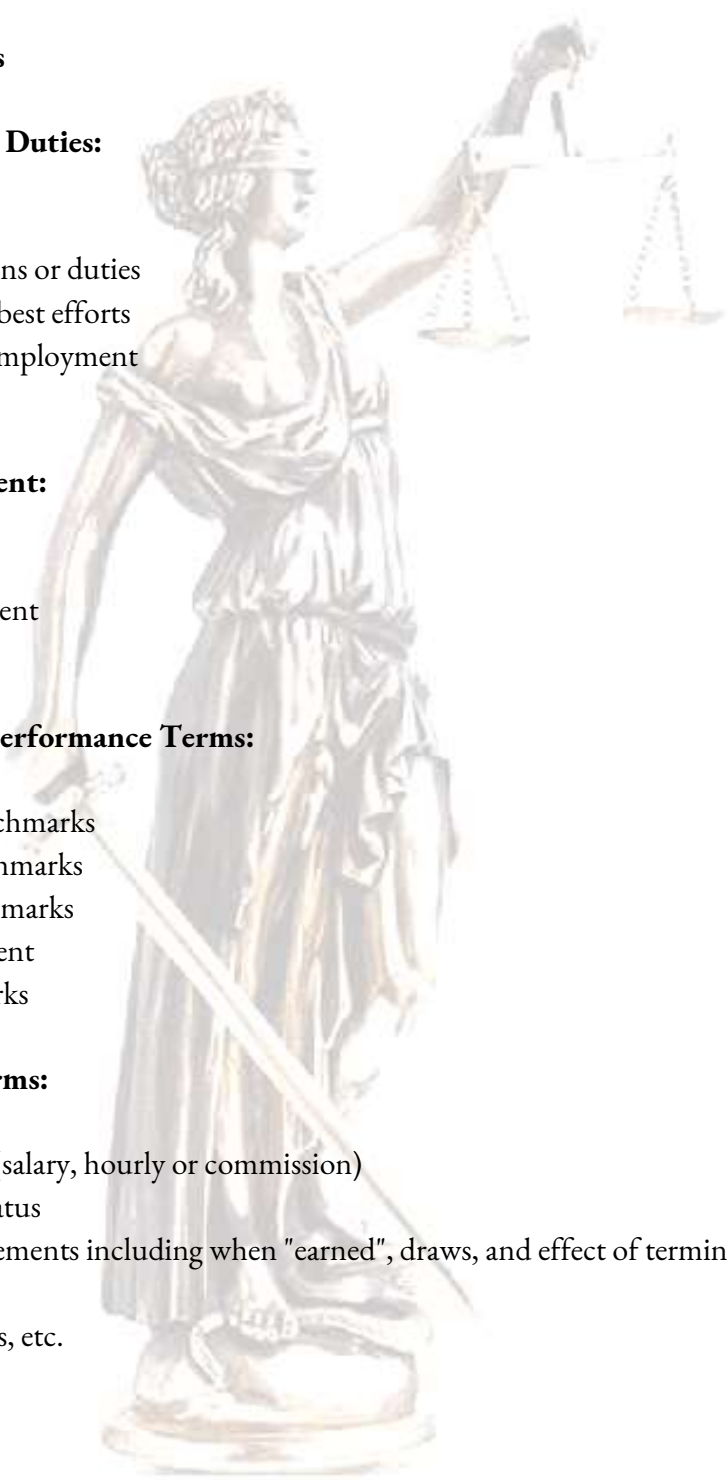 s
Duties:
ns or duties
best efforts
mployment
ent:
ent
erformance Terms:
chmarks
hmarks
marks
ent
rks
rms:
(salary, hourly or commission)
atus
ements including when "earned", draws, and effect of termin
s, etc.